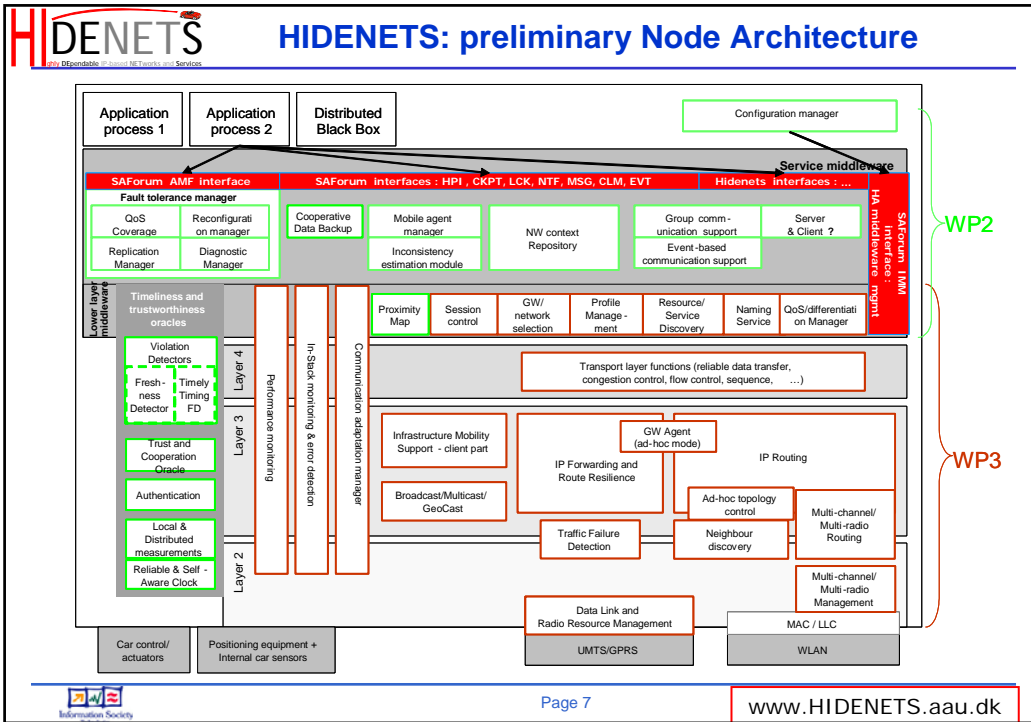 HIDENETS
Highly DEpendable IP-based NETworks and Services
HIDENETS: preliminary Node Architecture
Application
process 1
Application
process 2
Distributed
Black Box
Configuration manager
Service middleware
SAForum AMF interface
SAForum interfaces : HPI , CKPT, LCK, NTF, MSG, CLM, EVT
Hidenets interfaces : ...
SAForum IMM
interface :
HA middleware mgmt
WP2
Fault tolerance manager
QoS
Coverage
Reconfigurati
on manager
Replication
Manager
Diagnostic
Manager
Cooperative
Data Backup
Mobile agent
manager
Inconsistency
estimation module
NW context
Repository
Group comm -
unication support
Event-based
communication support
Server
& Client ?
Lower layer
middleware
Timeliness and
trustworthiness
oracles
Proximity
Map
Session
control
GW/
network
selection
Profile
Manage -
ment
Resource/
Service
Discovery
Naming
Service
QoS/differentiati
on Manager
Violation
Detectors
Fresh -
ness
Detector
Timely
Timing
FD
Trust and
Cooperation
Oracle
Authentication
Local &
Distributed
measurements
Reliable & Self -
Aware Clock
Layer 4
Layer 3
Layer 2
Performance monitoring
In-Stack monitoring & error detection
Communication adaptation manager
Transport layer functions (reliable data transfer,
congestion control, flow control, sequence, ...)
Infrastructure Mobility
Support - client part
Broadcast/Multicast/
GeoCast
IP Forwarding and
Route Resilience
GW Agent
(ad-hoc mode)
IP Routing
WP3
Ad-hoc topology
control
Multi-channel/
Multi-radio
Routing
Traffic Failure
Detection
Neighbour
discovery
Multi-channel/
Multi-radio
Management
Data Link and
Radio Resource Management
MAC / LLC
Car control/
actuators
Positioning equipment +
Internal car sensors
UMTS/GPRS
WLAN
Information Society
Page 7
www.HIDENETS.aau.dk